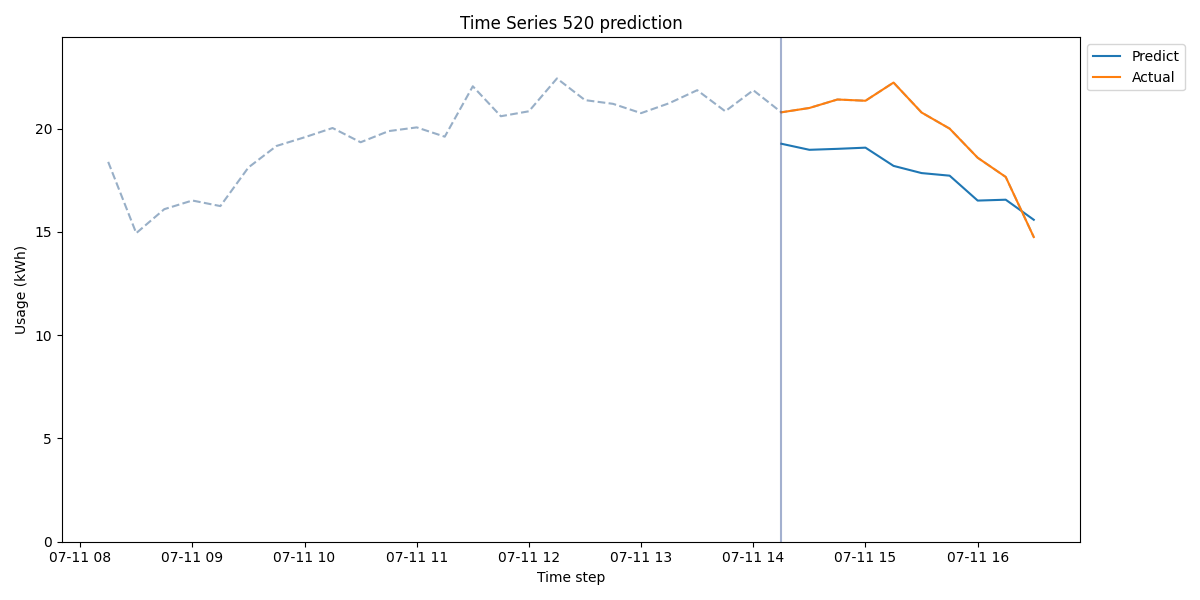 Time Series 520 prediction
Predict
Actual
Usage (kWh)
20
15
10
5
0
07-11 08 07-11 09 07-11 10 07-11 11 07-11 12 07-11 13 07-11 14 07-11 15 07-11 16
Time step